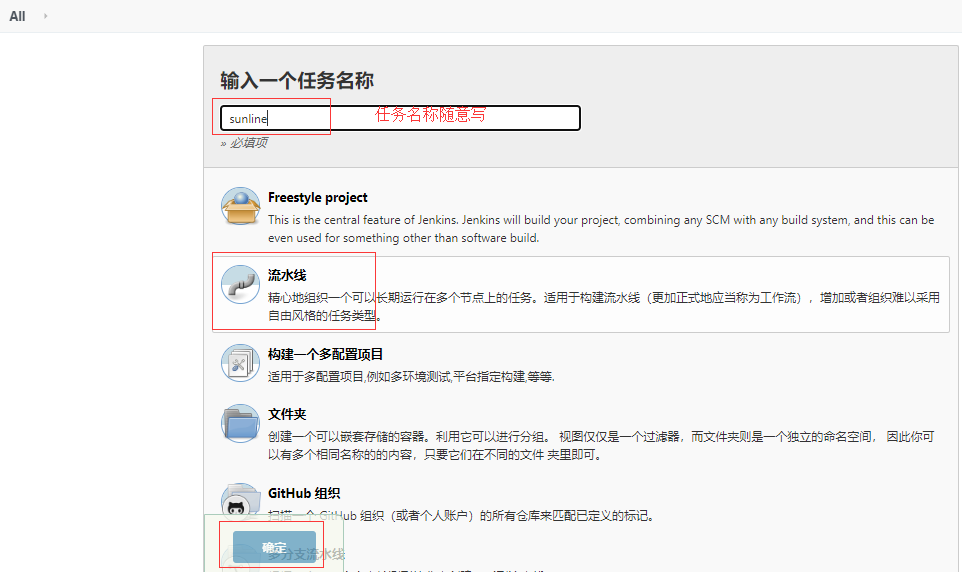 All
输入一个任务名称
sunline
任务名称随意写
» 必填项
Freestyle project
This is the central feature of Jenkins. Jenkins will build your project, combining any SCM with any build system, and this can be
even used for something other than software build.
流水线
精心地组织一个可以长期运行在多个节点上的任务。适用于构建流水线（更加正式地应当称为工作流），增加或者组织难以采用
自由风格的任务类型。
构建一个多配置项目
适用于多配置项目,例如多环境测试,平台指定构建,等等.
文件夹
创建一个可以嵌套存储的容器。利用它可以进行分组。 视图仅仅是一个过滤器，而文件夹则是一个独立的命名空间， 因此你可
以有多个相同名称的的内容，只要它们在不同的文件 夹里即可。
GitHub 组织
扫描一个 GitHub 组织（或者个人账户）的所有仓库来匹配已定义的标记。
确定
多分支流水线